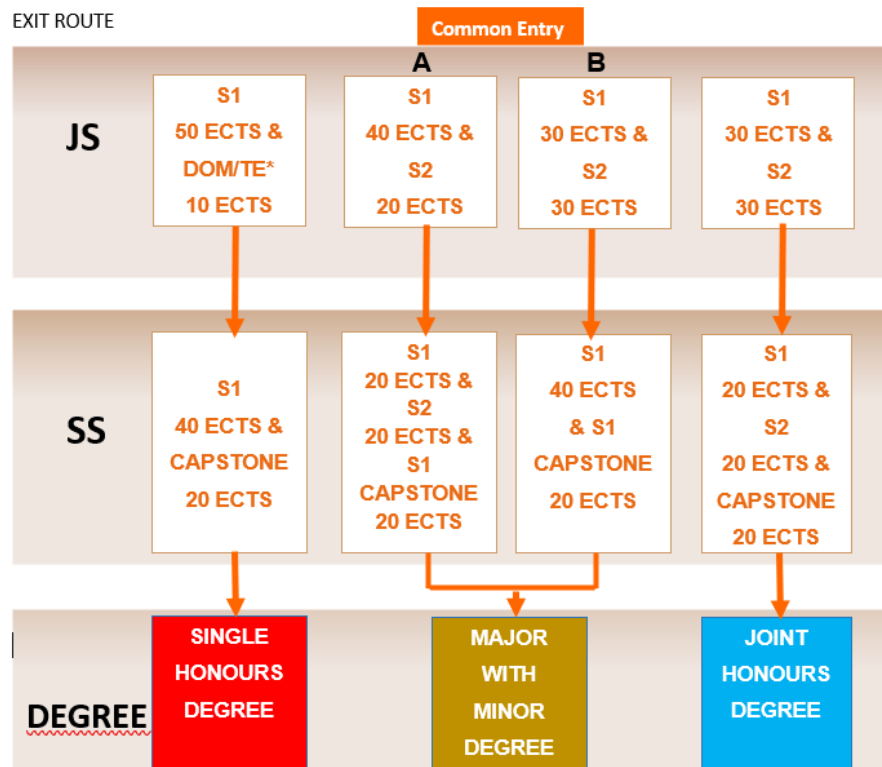 EXIT ROUTE
Common Entry
A
B
JS
S1
50 ECTS &
DOM/TE*
10 ECTS
S1
40 ECTS &
S2
20 ECTS
S1
30 ECTS &
S2
30 ECTS
S1
30 ECTS &
S2
30 ECTS
SS
S1
40 ECTS &
CAPSTONE
20 ECTS
S1
20 ECTS &
S2
20 ECTS &
S1
CAPSTONE
20 ECTS
S1
40 ECTS
& S1
CAPSTONE
20 ECTS
S1
20 ECTS &
S2
20 ECTS &
CAPSTONE
20 ECTS
DEGREE
SINGLE
HONOURS
DEGREE
MAJOR
WITH
MINOR
DEGREE
JOINT
HONOURS
DEGREE